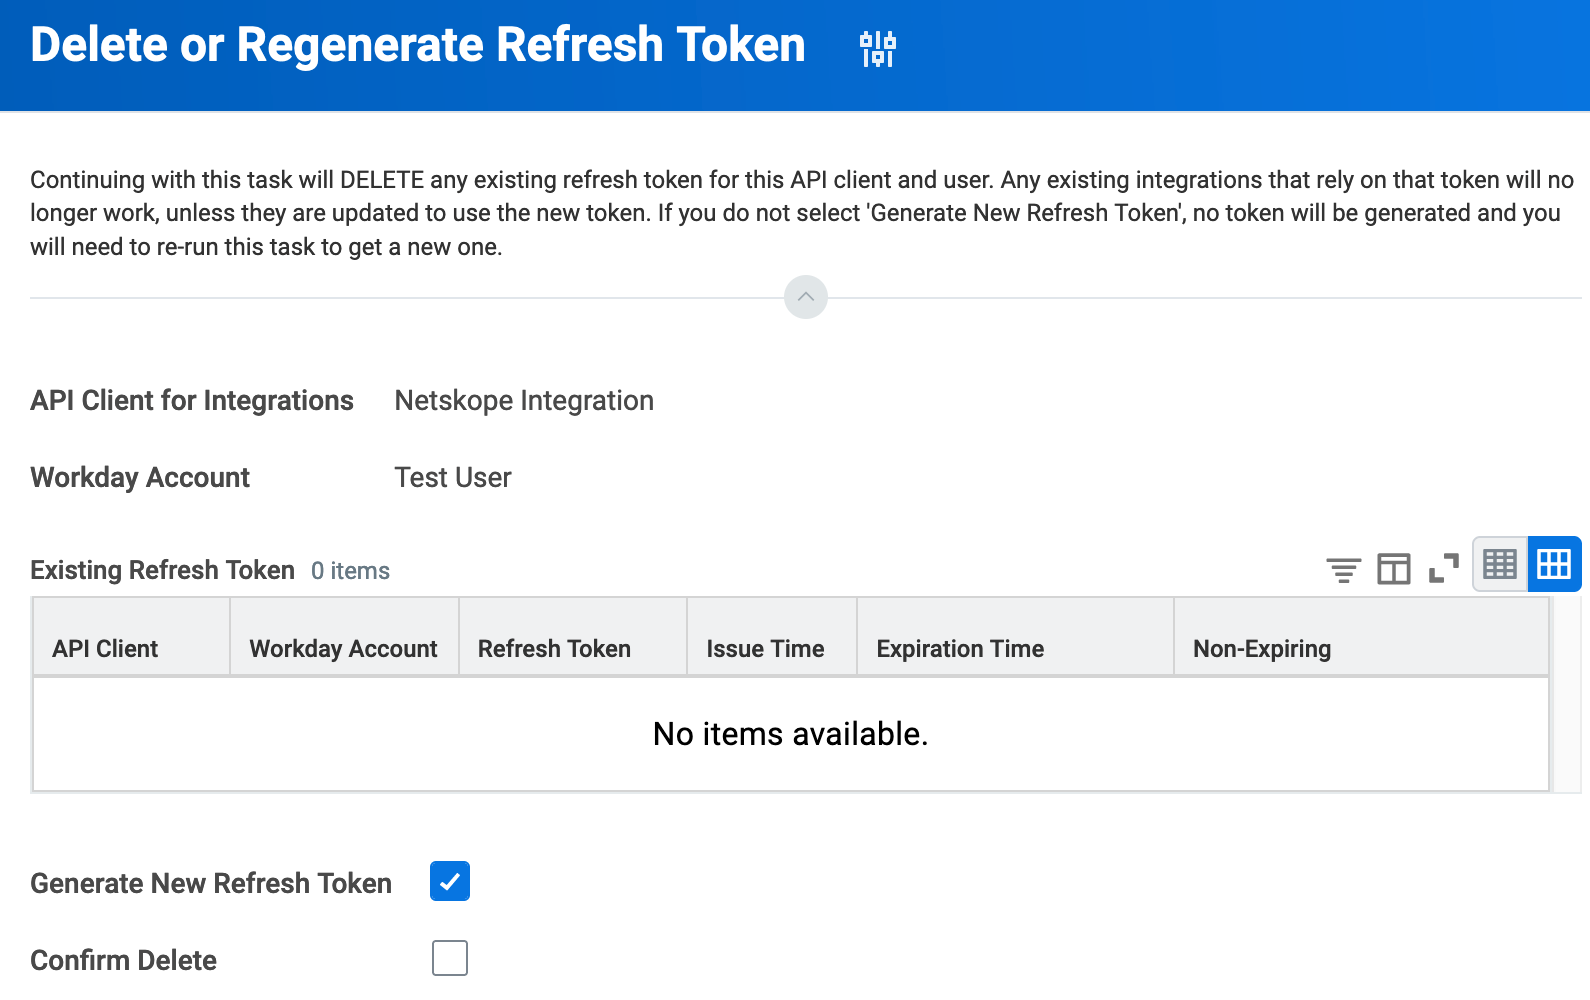 Delete or Regenerate Refresh Token
Continuing with this task will DELETE any existing refresh token for this API client and user. Any existing integrations that rely on that token will no
longer work, unless they are updated to use the new token. If you do not select 'Generate New Refresh Token', no token will be generated and you
will need to re-run this task to get a new one.
API Client for Integrations Netskope Integration
Workday Account Test User
Existing Refresh Token 0 items
API Client Workday Account Refresh Token Issue Time Expiration Time Non-Expiring
No items available.
Generate New Refresh Token
Confirm Delete